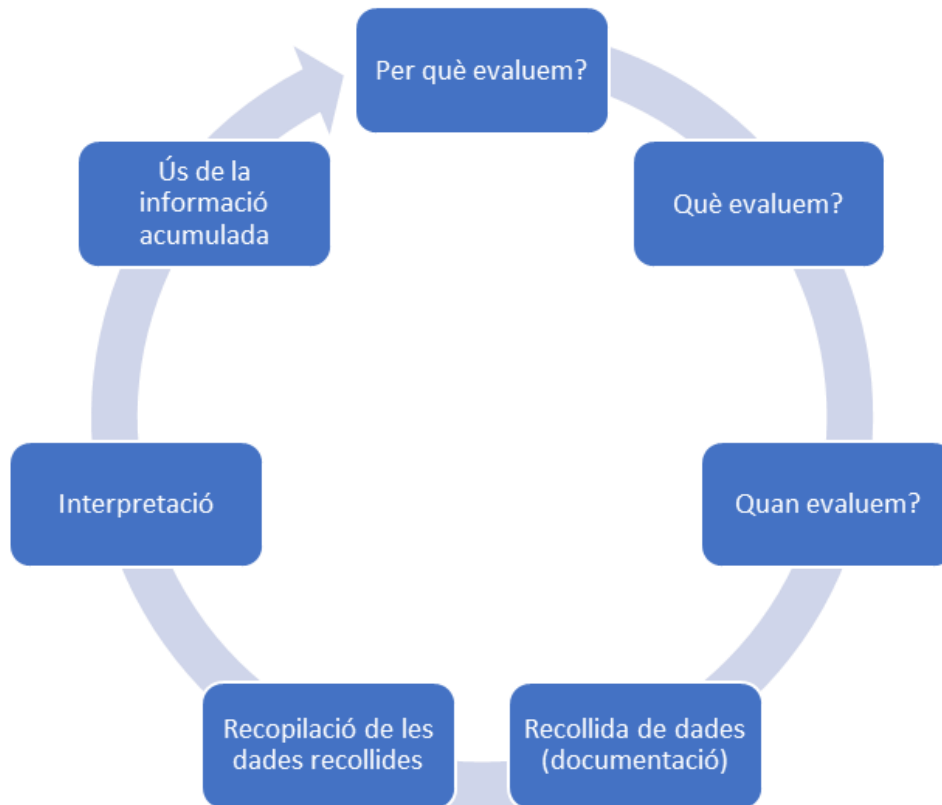 Per què evaluem?
Què evaluem?
Quan evaluem?
Recollida de dades
(documentació)
Recopilació de les
dades recollides
Interpretació
Ús de la
informació
acumulada